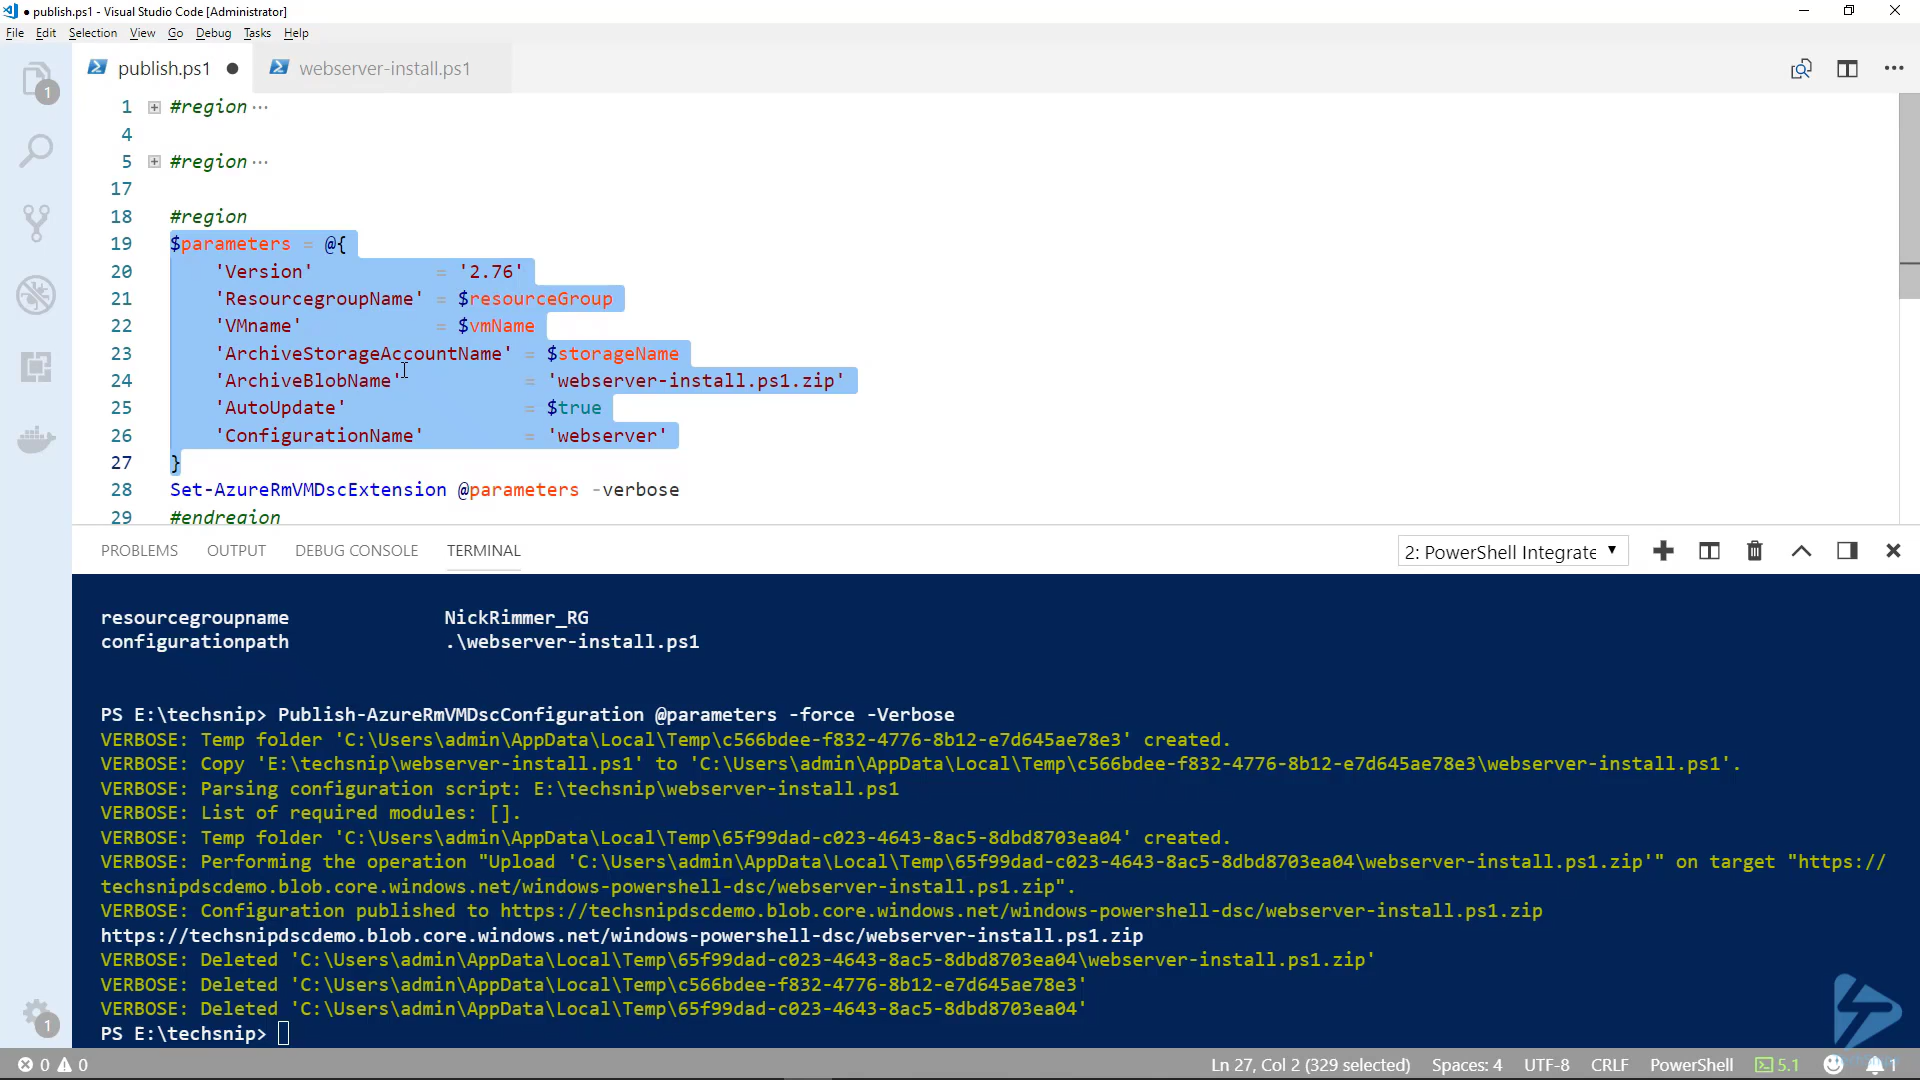 ● publish.ps1 - Visual Studio Code [Administrator]
File Edit Selection View Go Debug Tasks Help
publish.ps1 ● webserver-install.ps1
1 #region ···
4
5 #region ···
17
18 #region
19 $parameters = @{
20 'Version' = '2.76'
21 'ResourcegroupName' = $resourceGroup
22 'VMname' = $vmName
23 'ArchiveStorageAccountName' = $storageName
24 'ArchiveBlobName' = 'webserver-install.ps1.zip'
25 'AutoUpdate' = $true
26 'ConfigurationName' = 'webserver'
27 }
28 Set-AzureRmVMDscExtension @parameters -verbose
29 #endregion
PROBLEMS OUTPUT DEBUG CONSOLE TERMINAL 2: PowerShell Integrate
resourcegroupname NickRimmer_RG
configurationpath .\webserver-install.ps1
PS E:\techsnip> Publish-AzureRmVMDscConfiguration @parameters -force -Verbose
VERBOSE: Temp folder 'C:\Users\admin\AppData\Local\Temp\c566bdee-f832-4776-8b12-e7d645ae78e3' created.
VERBOSE: Copy 'E:\techsnip\webserver-install.ps1' to 'C:\Users\admin\AppData\Local\Temp\c566bdee-f832-4776-8b12-e7d645ae78e3\webserver-install.ps1'.
VERBOSE: Parsing configuration script: E:\techsnip\webserver-install.ps1
VERBOSE: List of required modules: [].
VERBOSE: Temp folder 'C:\Users\admin\AppData\Local\Temp\65f99dad-c023-4643-8ac5-8dbd8703ea04' created.
VERBOSE: Performing the operation "Upload 'C:\Users\admin\AppData\Local\Temp\65f99dad-c023-4643-8ac5-8dbd8703ea04\webserver-install.ps1.zip'" on target "https://
techsnipdscdemo.blob.core.windows.net/windows-powershell-dsc/webserver-install.ps1.zip".
VERBOSE: Configuration published to https://techsnipdscdemo.blob.core.windows.net/windows-powershell-dsc/webserver-install.ps1.zip
https://techsnipdscdemo.blob.core.windows.net/windows-powershell-dsc/webserver-install.ps1.zip
VERBOSE: Deleted 'C:\Users\admin\AppData\Local\Temp\65f99dad-c023-4643-8ac5-8dbd8703ea04\webserver-install.ps1.zip'
VERBOSE: Deleted 'C:\Users\admin\AppData\Local\Temp\c566bdee-f832-4776-8b12-e7d645ae78e3'
VERBOSE: Deleted 'C:\Users\admin\AppData\Local\Temp\65f99dad-c023-4643-8ac5-8dbd8703ea04'
PS E:\techsnip>
0 0 Ln 27, Col 2 (329 selected) Spaces: 4 UTF-8 CRLF PowerShell 5.1 1
1
1